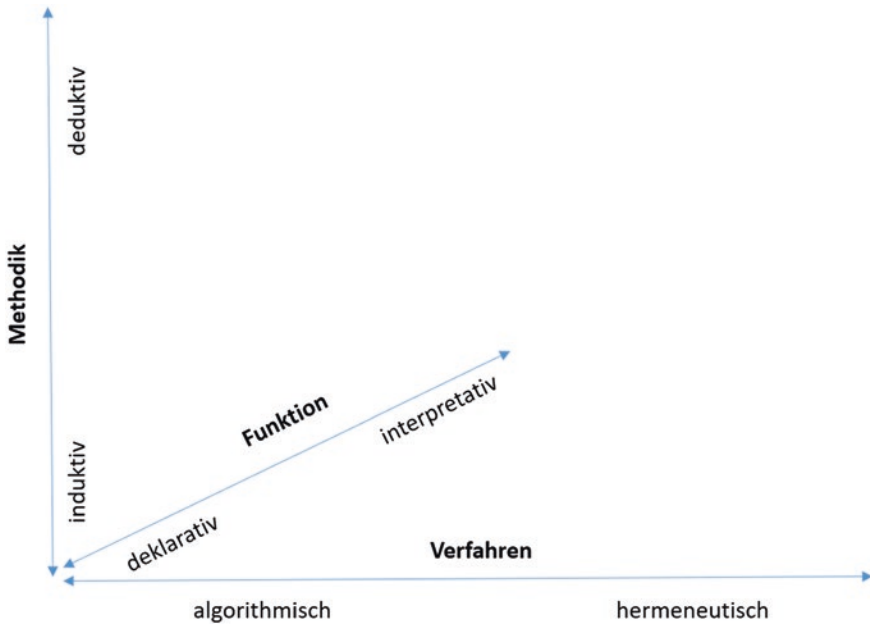 deduktiv
Methodik
induktiv
Funktion
interpretativ
deklarativ
Verfahren
algorithmisch
hermeneutisch